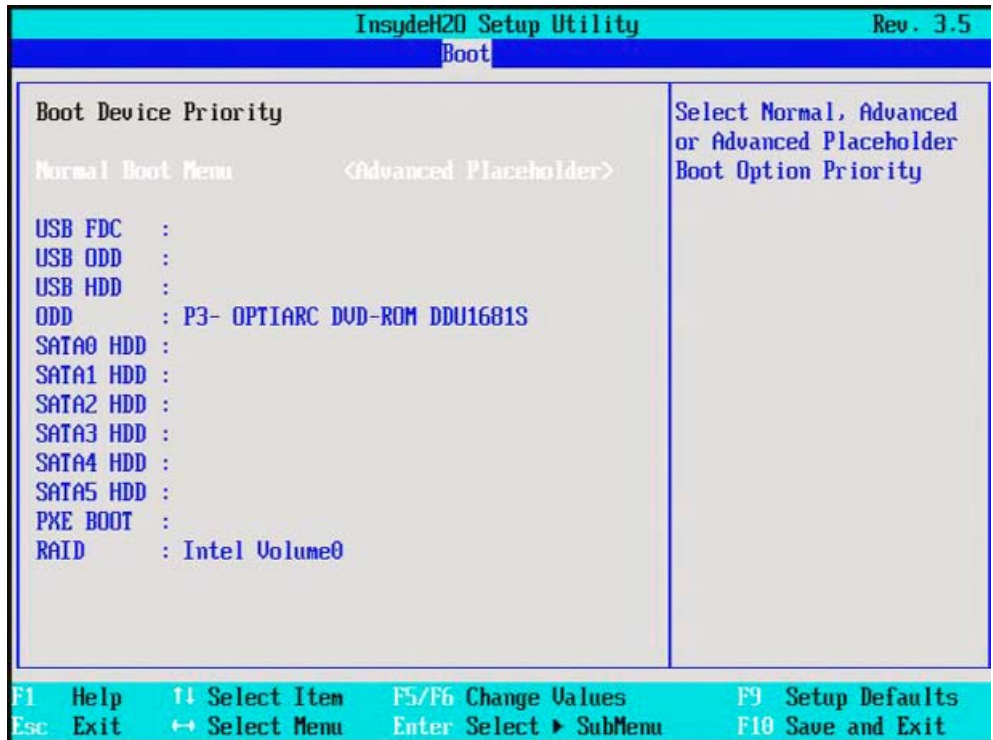 InsydeH20 Setup Utility Rev. 3.5
Boot
Boot Device Priority
Normal Boot Menu <Advanced Placeholder>
USB FDC :
USB ODD :
USB HDD :
ODD : P3- OPTIARC DVD-ROM DDU1681S
SATA0 HDD :
SATA1 HDD :
SATA2 HDD :
SATA3 HDD :
SATA4 HDD :
SATA5 HDD :
PXE BOOT :
RAID : Intel Volume0
Select Normal, Advanced
or Advanced Placeholder
Boot Option Priority
F1 Help ↑↓ Select Item F5/F6 Change Values F9 Setup Defaults
Esc Exit ↔ Select Menu Enter Select ▶ SubMenu F10 Save and Exit